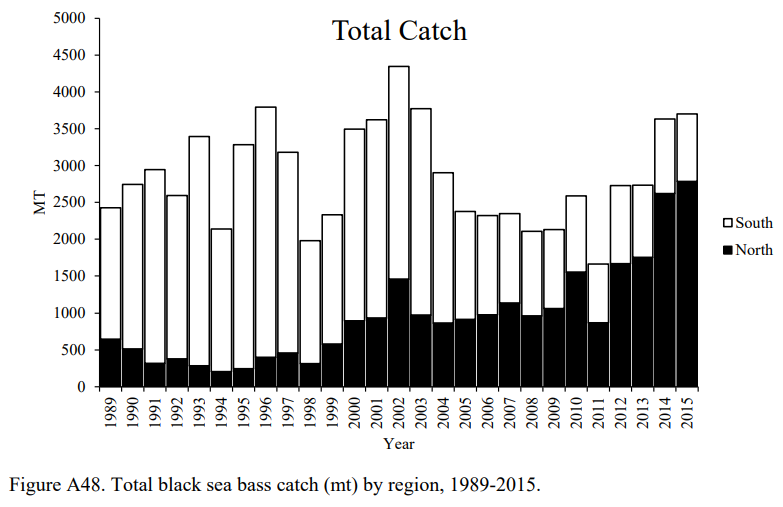 Total Catch
5000
4500
4000
3500
3000
2500
2000
1500
1000
500
0
MT
1989 1990 1991 1992 1993 1994 1995 1996 1997 1998 1999 2000 2001 2002 2003 2004 2005 2006 2007 2008 2009 2010 2011 2012 2013 2014 2015
Year
South
North
Figure A48. Total black sea bass catch (mt) by region, 1989-2015.